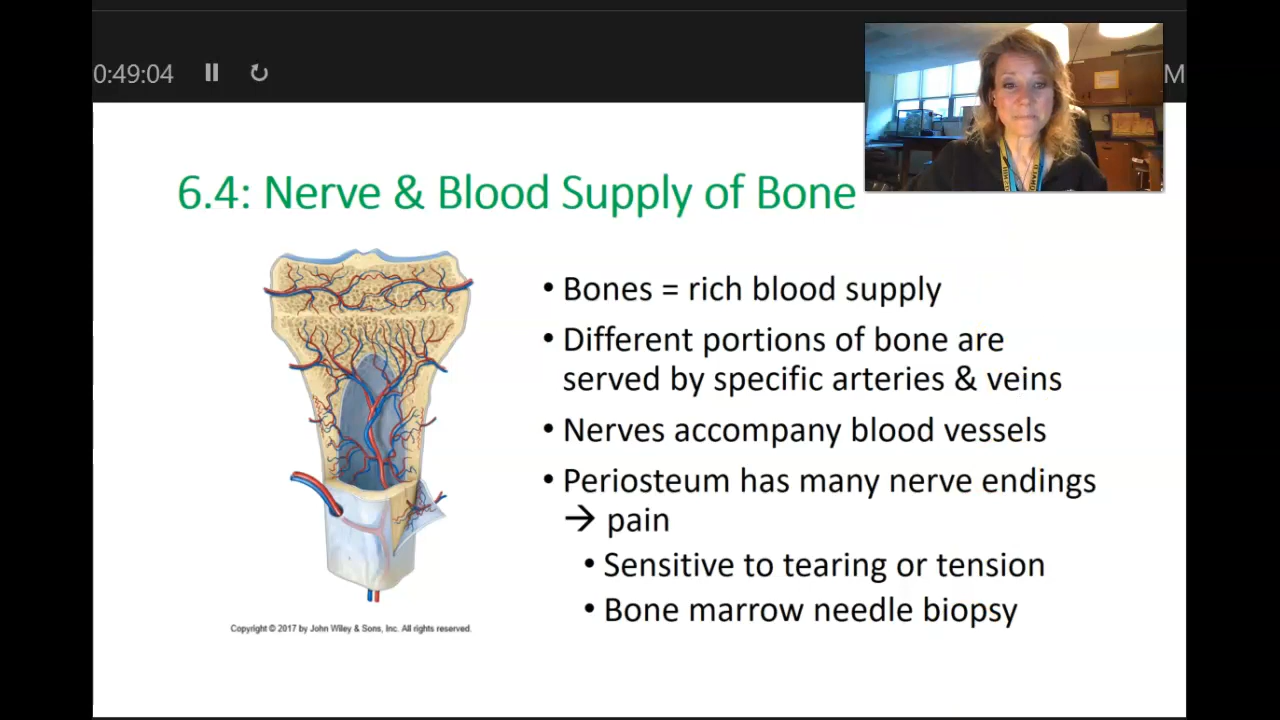 0:49:04
M
6.4: Nerve & Blood Supply of Bone
• Bones = rich blood supply
• Different portions of bone are
served by specific arteries & veins
• Nerves accompany blood vessels
• Periosteum has many nerve endings
→ pain
• Sensitive to tearing or tension
• Bone marrow needle biopsy
Copyright © 2017 by John Wiley & Sons, Inc. All rights reserved.